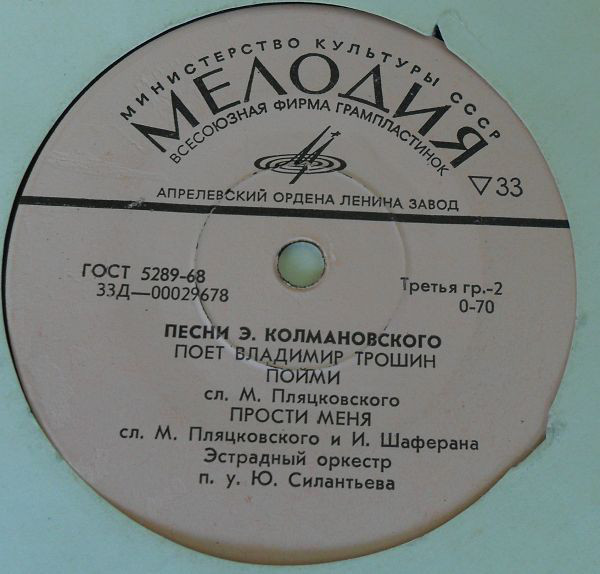 МИНИСТЕРСТВО КУЛЬТУРЫ СССР
МЕЛОДИЯ
ВСЕСОЮЗНАЯ ФИРМА ГРАМПЛАСТИНОК
▽33
АПРЕЛЕВСКИЙ ОРДЕНА ЛЕНИНА ЗАВОД
ГОСТ 5289-68
33Д—00029678
Третья гр.-2
0-70
ПЕСНИ Э. КОЛМАНОВСКОГО
ПОЕТ ВЛАДИМИР ТРОШИН
ПОЙМИ
сл. М. Пляцковского
ПРОСТИ МЕНЯ
сл. М. Пляцковского и И. Шаферана
Эстрадный оркестр
п. у. Ю. Силантьева